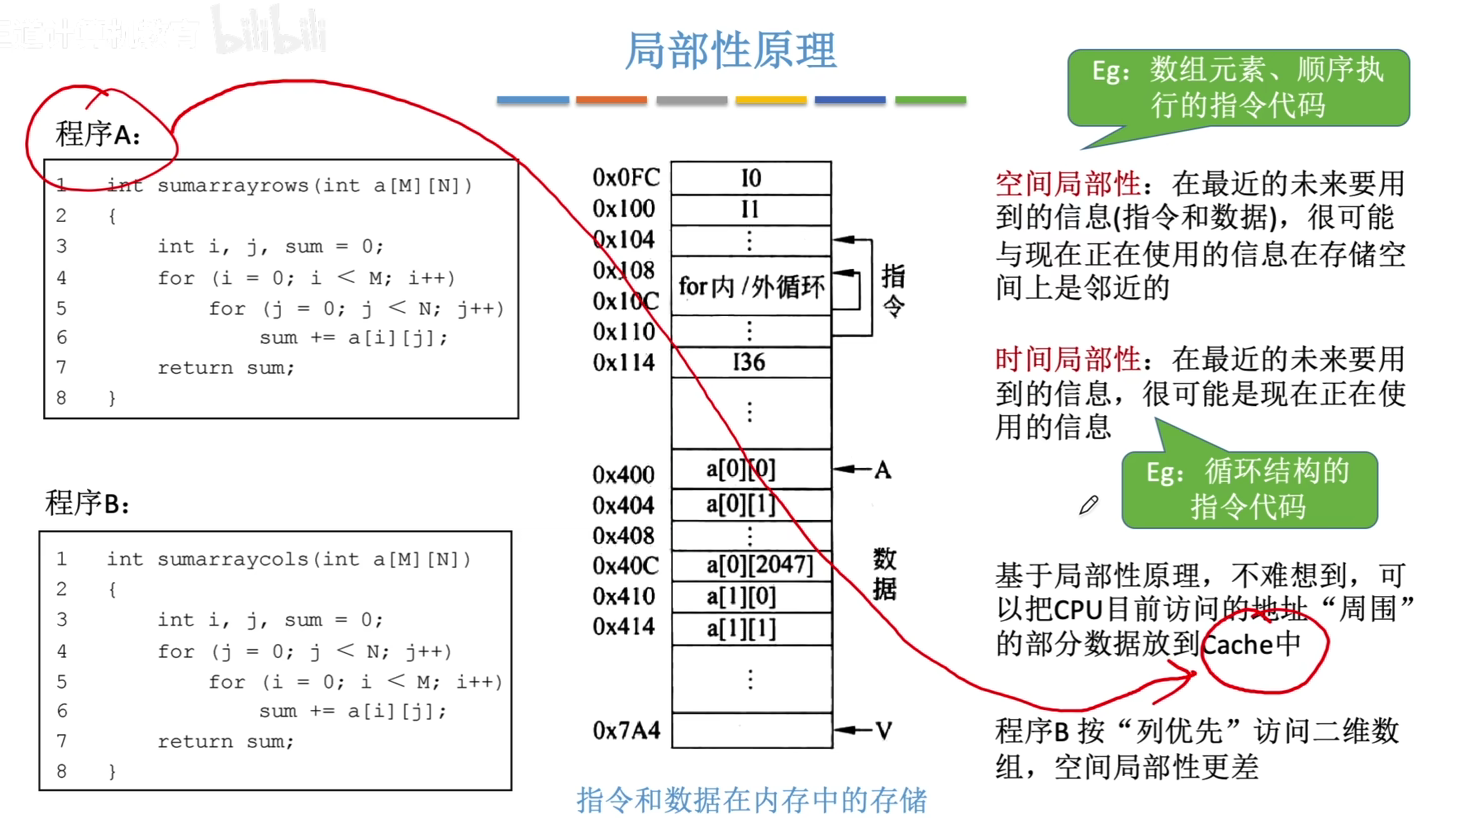 bilibili
局部性原理
程序A：
1 int sumarrayrows(int a[M][N])
2 {
3 int i, j, sum = 0;
4 for (i = 0; i < M; i++)
5 for (j = 0; j < N; j++)
6 sum += a[i][j];
7 return sum;
8 }
程序B：
1 int sumarraycols(int a[M][N])
2 {
3 int i, j, sum = 0;
4 for (j = 0; j < N; j++)
5 for (i = 0; i < M; i++)
6 sum += a[i][j];
7 return sum;
8 }
0x0FC I0
0x100 I1
0x104 ⋮
0x108
for内/外循环
0x10C
0x110 ⋮
0x114 I36
⋮
指令
0x400 a[0][0] A
0x404 a[0][1]
0x408 ⋮
0x40C a[0][2047]
0x410 a[1][0]
0x414 a[1][1]
⋮
0x7A4 V
数据
指令和数据在内存中的存储
Eg：数组元素、顺序执
行的指令代码
空间局部性：在最近的未来要用
到的信息(指令和数据)，很可能
与现在正在使用的信息在存储空
间上是邻近的
时间局部性：在最近的未来要用
到的信息，很可能是现在正在使
用的信息
Eg：循环结构的
指令代码
基于局部性原理，不难想到，可
以把CPU目前访问的地址“周围”
的部分数据放到Cache中
程序B 按“列优先”访问二维数
组，空间局部性更差